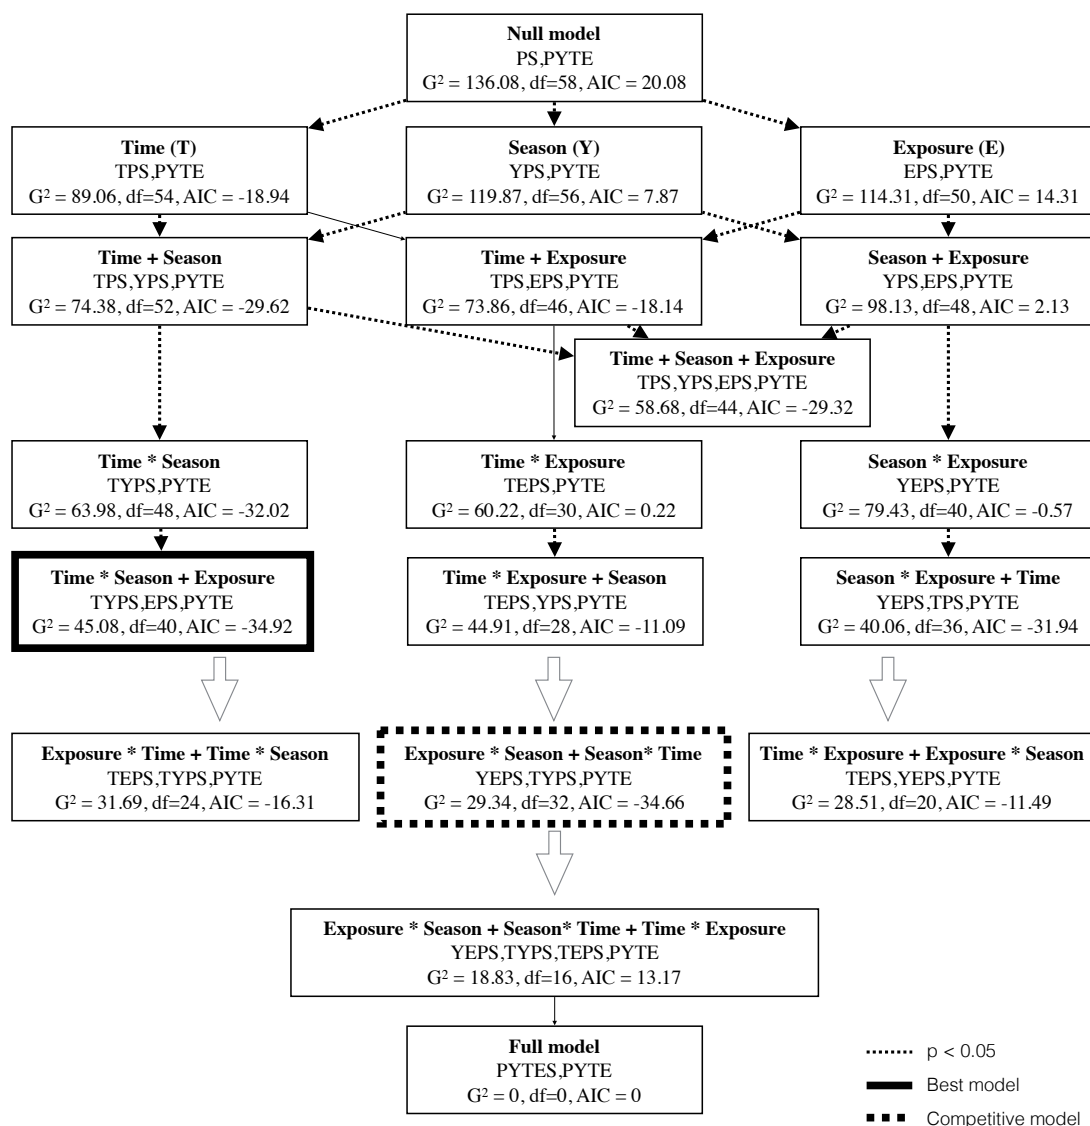 Null model
PS,PYTE
G² = 136.08, df=58, AIC = 20.08
Time (T)
TPS,PYTE
G² = 89.06, df=54, AIC = -18.94
Season (Y)
YPS,PYTE
G² = 119.87, df=56, AIC = 7.87
Exposure (E)
EPS,PYTE
G² = 114.31, df=50, AIC = 14.31
Time + Season
TPS,YPS,PYTE
G² = 74.38, df=52, AIC = -29.62
Time + Exposure
TPS,EPS,PYTE
G² = 73.86, df=46, AIC = -18.14
Season + Exposure
YPS,EPS,PYTE
G² = 98.13, df=48, AIC = 2.13
Time + Season + Exposure
TPS,YPS,EPS,PYTE
G² = 58.68, df=44, AIC = -29.32
Time * Season
TYPS,PYTE
G² = 63.98, df=48, AIC = -32.02
Time * Exposure
TEPS,PYTE
G² = 60.22, df=30, AIC = 0.22
Season * Exposure
YEPS,PYTE
G² = 79.43, df=40, AIC = -0.57
Time * Season + Exposure
TYPS,EPS,PYTE
G² = 45.08, df=40, AIC = -34.92
Time * Exposure + Season
TEPS,YPS,PYTE
G² = 44.91, df=28, AIC = -11.09
Season * Exposure + Time
YEPS,TPS,PYTE
G² = 40.06, df=36, AIC = -31.94
Exposure * Time + Time * Season
TEPS,TYPS,PYTE
G² = 31.69, df=24, AIC = -16.31
Exposure * Season + Season* Time
YEPS,TYPS,PYTE
G² = 29.34, df=32, AIC = -34.66
Time * Exposure + Exposure * Season
TEPS,YEPS,PYTE
G² = 28.51, df=20, AIC = -11.49
Exposure * Season + Season* Time + Time * Exposure
YEPS,TYPS,TEPS,PYTE
G² = 18.83, df=16, AIC = 13.17
Full model
PYTES,PYTE
G² = 0, df=0, AIC = 0
p < 0.05
Best model
Competitive model